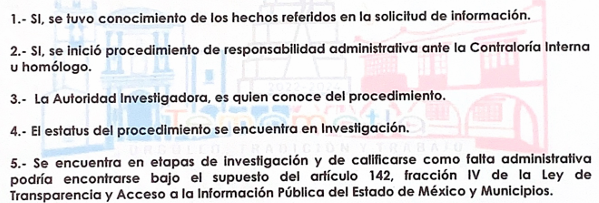 1.- SI, se tuvo conocimiento de los hechos referidos en la solicitud de información.
2.- SI, se inició procedimiento de responsabilidad administrativa ante la Contraloría Interna
u homólogo.
3.- La Autoridad Investigadora, es quien conoce del procedimiento.
4.- El estatus del procedimiento se encuentra en Investigación.
5.- Se encuentra en etapas de investigación y de calificarse como falta administrativa
podría encontrarse bajo el supuesto del artículo 142, fracción IV de la Ley de
Transparencia y Acceso a la Información Pública del Estado de México y Municipios.